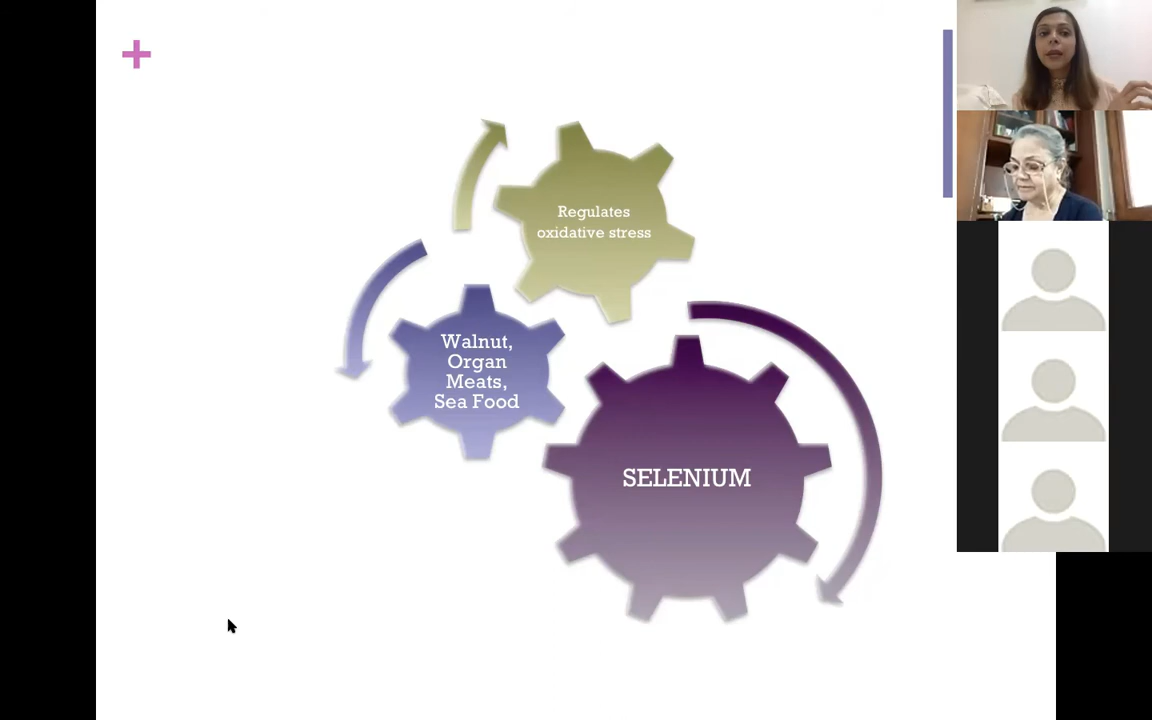 Regulates
oxidative stress
Walnut,
Organ
Meats,
Sea Food
SELENIUM